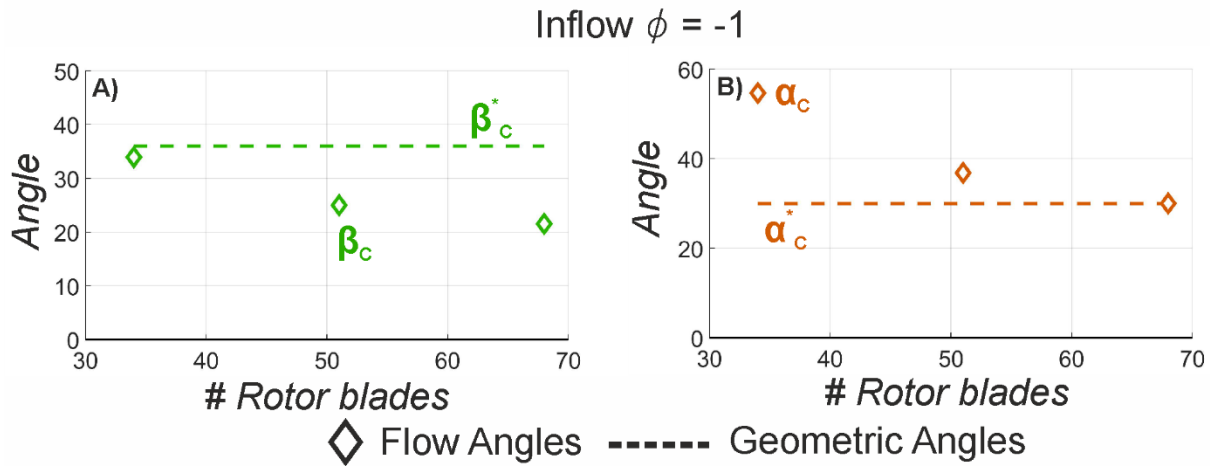 Inflow ϕ = -1
A)
50
40
30
20
10
0
Angle
β*C
βC
30 40 50 60 70
# Rotor blades
B)
60
40
20
0
Angle
αC
α*C
30 40 50 60 70
# Rotor blades
Flow Angles
Geometric Angles